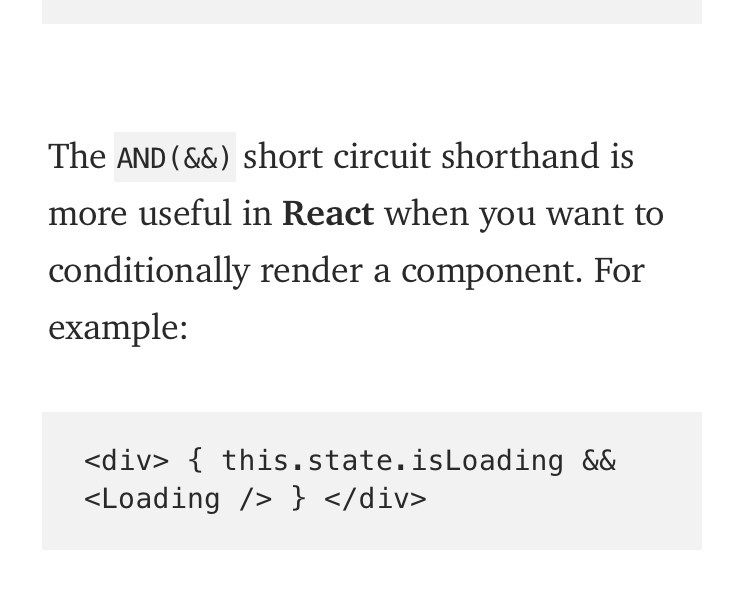 The AND(&&) short circuit shorthand is
more useful in React when you want to
conditionally render a component. For
example:
<div> { this.state.isLoading &&
<Loading /> } </div>